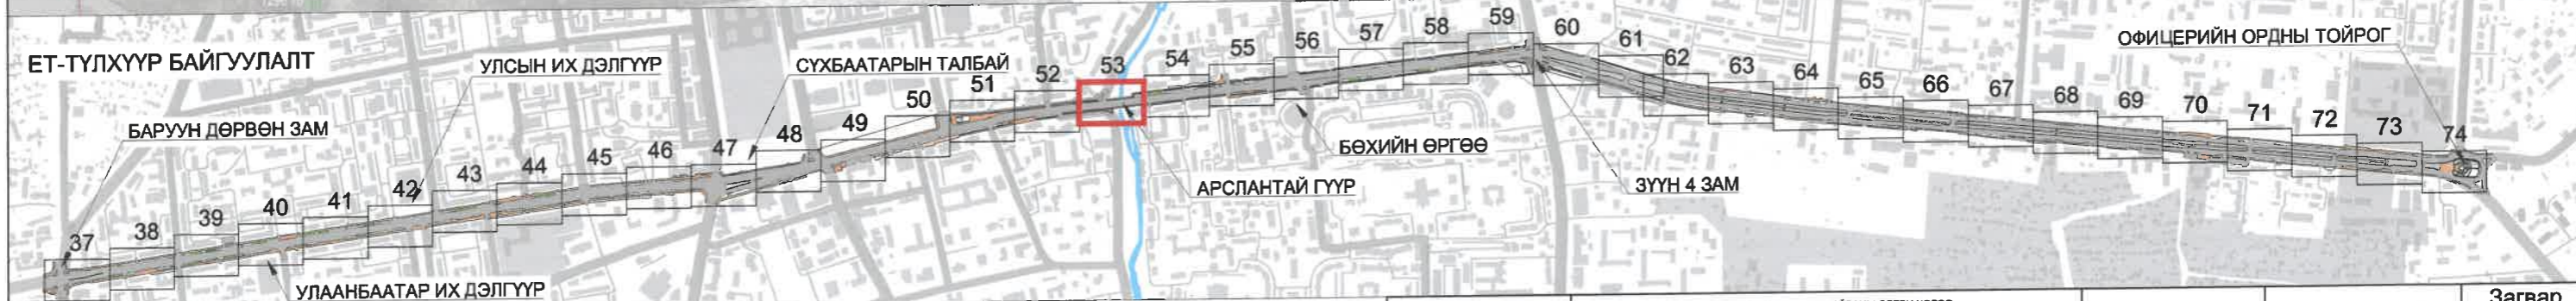 ЕТ-ТҮЛХҮҮР БАЙГУУЛАЛТ
УЛСЫН ИХ ДЭЛГҮҮР
СҮХБААТАРЫН ТАЛБАЙ
ОФИЦЕРИЙН ОРДНЫ ТОЙРОГ
БАРУУН ДӨРВӨН ЗАМ
БӨХИЙН ӨРГӨӨ
АРСЛАНТАЙ ГҮҮР
ЗҮҮН 4 ЗАМ
УЛААНБААТАР ИХ ДЭЛГҮҮР
37 38 39 40 41 42 43 44 45 46 47 48 49 50 51 52 53 54 55 56 57 58 59 60 61 62 63 64 65 66 67 68 69 70 71 72 73 74
Загвар